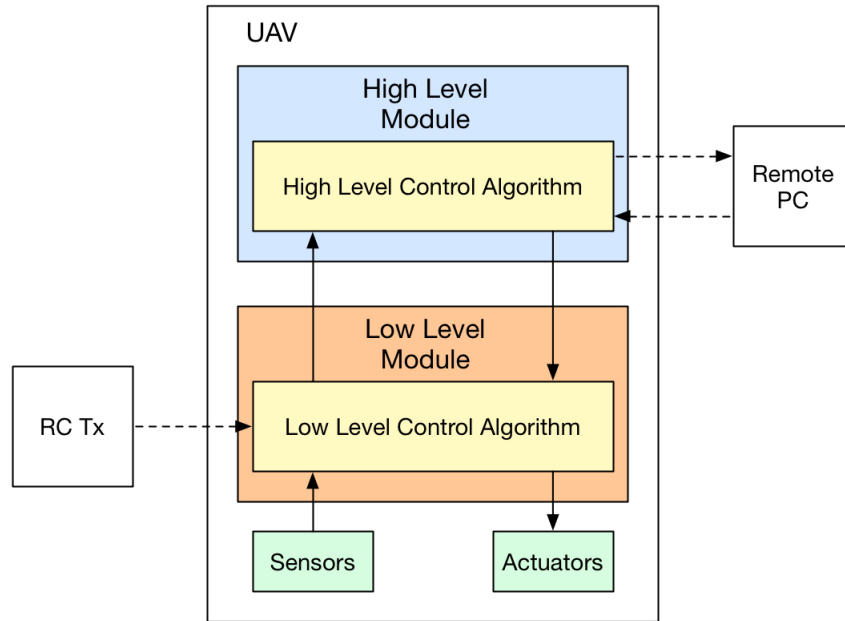 UAV
High Level
Module
High Level Control Algorithm
Remote
PC
Low Level
Module
RC Tx
Low Level Control Algorithm
Sensors
Actuators